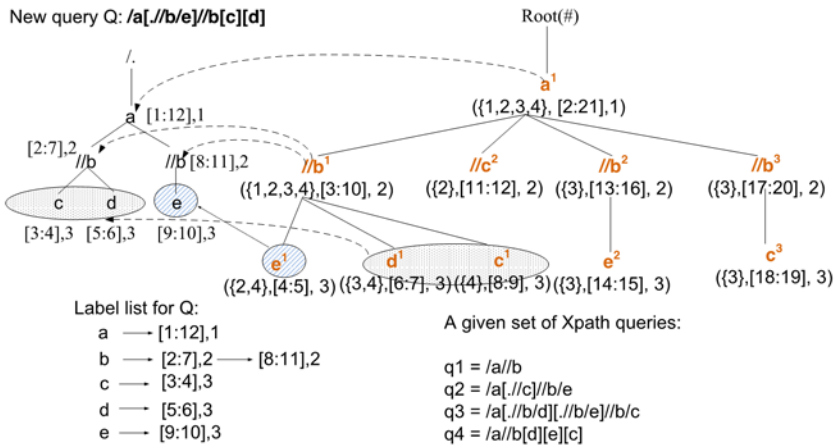 New query Q: /a[.//b/e]//b[c][d]
Root(#)
/.
a¹
a [1:12],1
({1,2,3,4}, [2:21],1)
[2:7],2
//b //b [8:11],2
//b¹ //c² //b² //b³
({1,2,3,4},[3:10], 2) ({2},[11:12], 2) ({3},[13:16], 2) ({3},[17:20], 2)
c d e
[3:4],3 [5:6],3 [9:10],3
e¹ d¹ c¹ e² c³
({2,4},[4:5], 3) ({3,4},[6:7], 3) ({4},[8:9], 3) ({3},[14:15], 3) ({3},[18:19], 3)
Label list for Q:
a [1:12],1
b [2:7],2 [8:11],2
c [3:4],3
d [5:6],3
e [9:10],3
A given set of Xpath queries:
q1 = /a//b
q2 = /a[.//c]//b/e
q3 = /a[.//b/d][.//b/e]//b/c
q4 = /a//b[d][e][c]